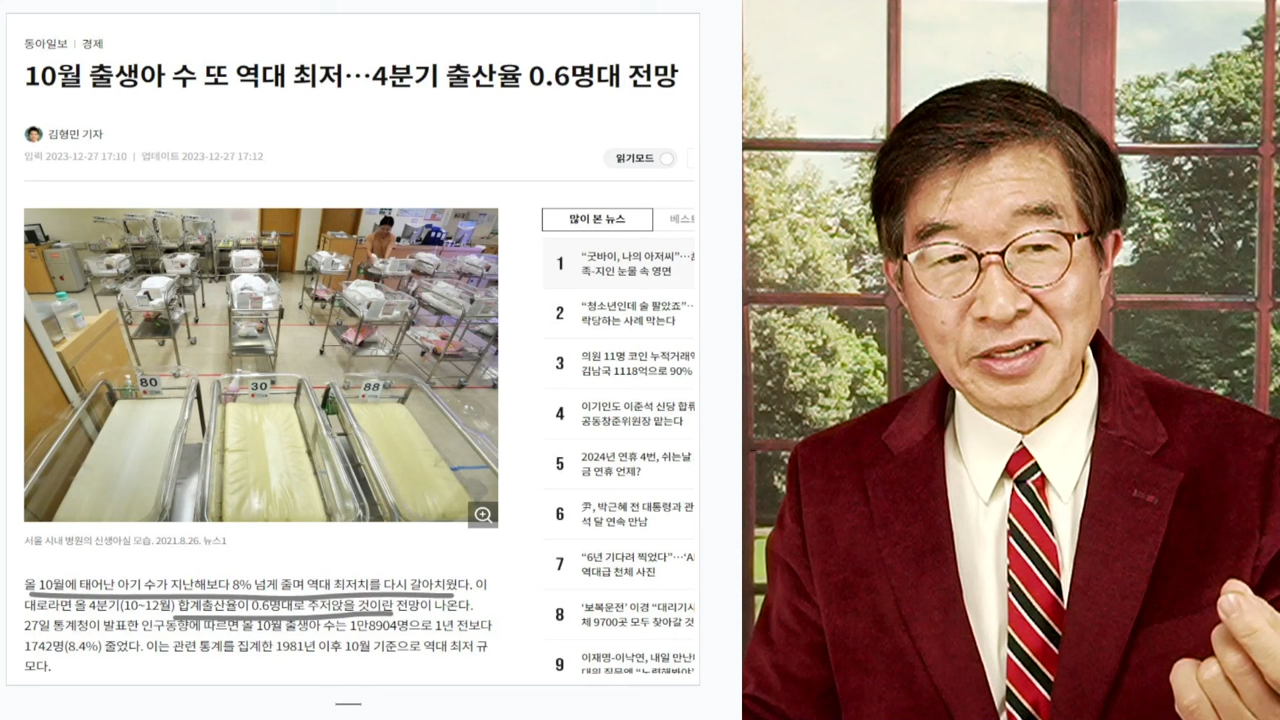 동아일보 | 경제
10월 출생아 수 또 역대 최저…4분기 출산율 0.6명대 전망
김형민 기자
입력 2023-12-27 17:10 | 업데이트 2023-12-27 17:12
읽기모드
80
30
88
서울 시내 병원의 신생아실 모습. 2021.8.26. 뉴스1
올 10월에 태어난 아기 수가 지난해보다 8% 넘게 줄며 역대 최저치를 다시 갈아치웠다. 이
대로라면 올 4분기(10~12월) 합계출산율이 0.6명대로 주저앉을 것이란 전망이 나온다.
27일 통계청이 발표한 인구동향에 따르면 올 10월 출생아 수는 1만8904명으로 1년 전보다
1742명(8.4%) 줄었다. 이는 관련 통계를 집계한 1981년 이후 10월 기준으로 역대 최저 규
모다.
많이 본 뉴스
1
“굿바이, 나의 아저씨”…
족-지인 눈물 속 영면
2
“청소년인데 술 팔았죠”
락당하는 사례 막는다
3
의원 11명 코인 누적거래액
김남국 1118억으로 90%
4
이기인도 이준석 신당 합류
공동창준위원장 맡는다
5
2024년 연휴 4번, 쉬는날
금 연휴 언제?
6
尹, 박근혜 전 대통령과 관
석 달 연속 만남
7
“6년 기다려 찍었다”…
역대급 천체 사진
8
‘보복운전’ 이경 “대리기사
체 9700곳 모두 찾아갈 것
9
이재명-이낙연, 내일 만난